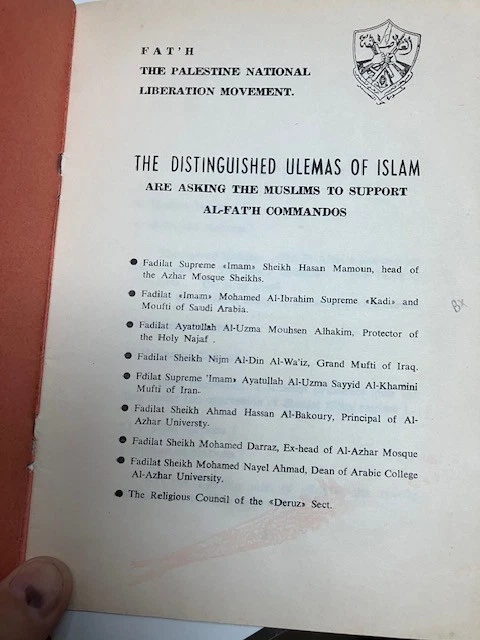 FAT'H
THE PALESTINE NATIONAL
LIBERATION MOVEMENT.
THE DISTINGUISHED ULEMAS OF ISLAM
ARE ASKING THE MUSLIMS TO SUPPORT
AL-FAT'H COMMANDOS
● Fadilat Supreme «Imam» Sheikh Hasan Mamoun, head of
the Azhar Mosque Sheikhs.
● Fadilat «Imam» Mohamed Al-Ibrahim Supreme «Kadi» and
Moufti of Saudi Arabia.
● Fadilat Ayatullah Al-Uzma Mouhsen Alhakim, Protector of
the Holy Najaf .
● Fadilat Sheikh Nijm Al-Din Al-Wa'iz, Grand Mufti of Iraq.
● Fdilat Supreme 'Imam» Ayatullah Al-Uzma Sayyid Al-Khamini
Mufti of Iran-
● Fadilat Sheikh Ahmad Hassan Al-Bakoury, Principal of Al-
Azhar Universty-
● Fadilat Sheikh Mohamed Darraz, Ex-head of Al-Azhar Mosque
● Fadilat Sheikh Mohamed Nayel Ahmad, Dean of Arabic College
Al-Azhar University.
● The Religious Council of the «Deruz» Sect.